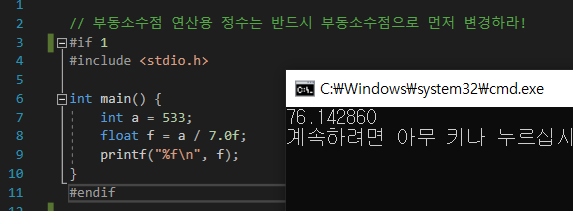 2
// 부동소수점 연산용 정수는 반드시 부동소수점으로 먼저 변경하라!
3 #if 1
4 #include <stdio.h>
5
6 int main() {
7 int a = 533;
8 float f = a / 7.0f;
9 printf("%f\n", f);
10 }
11 #endif
12
C:₩Windows₩system32₩cmd.exe
76.142860
계속하려면 아무 키나 누르십시